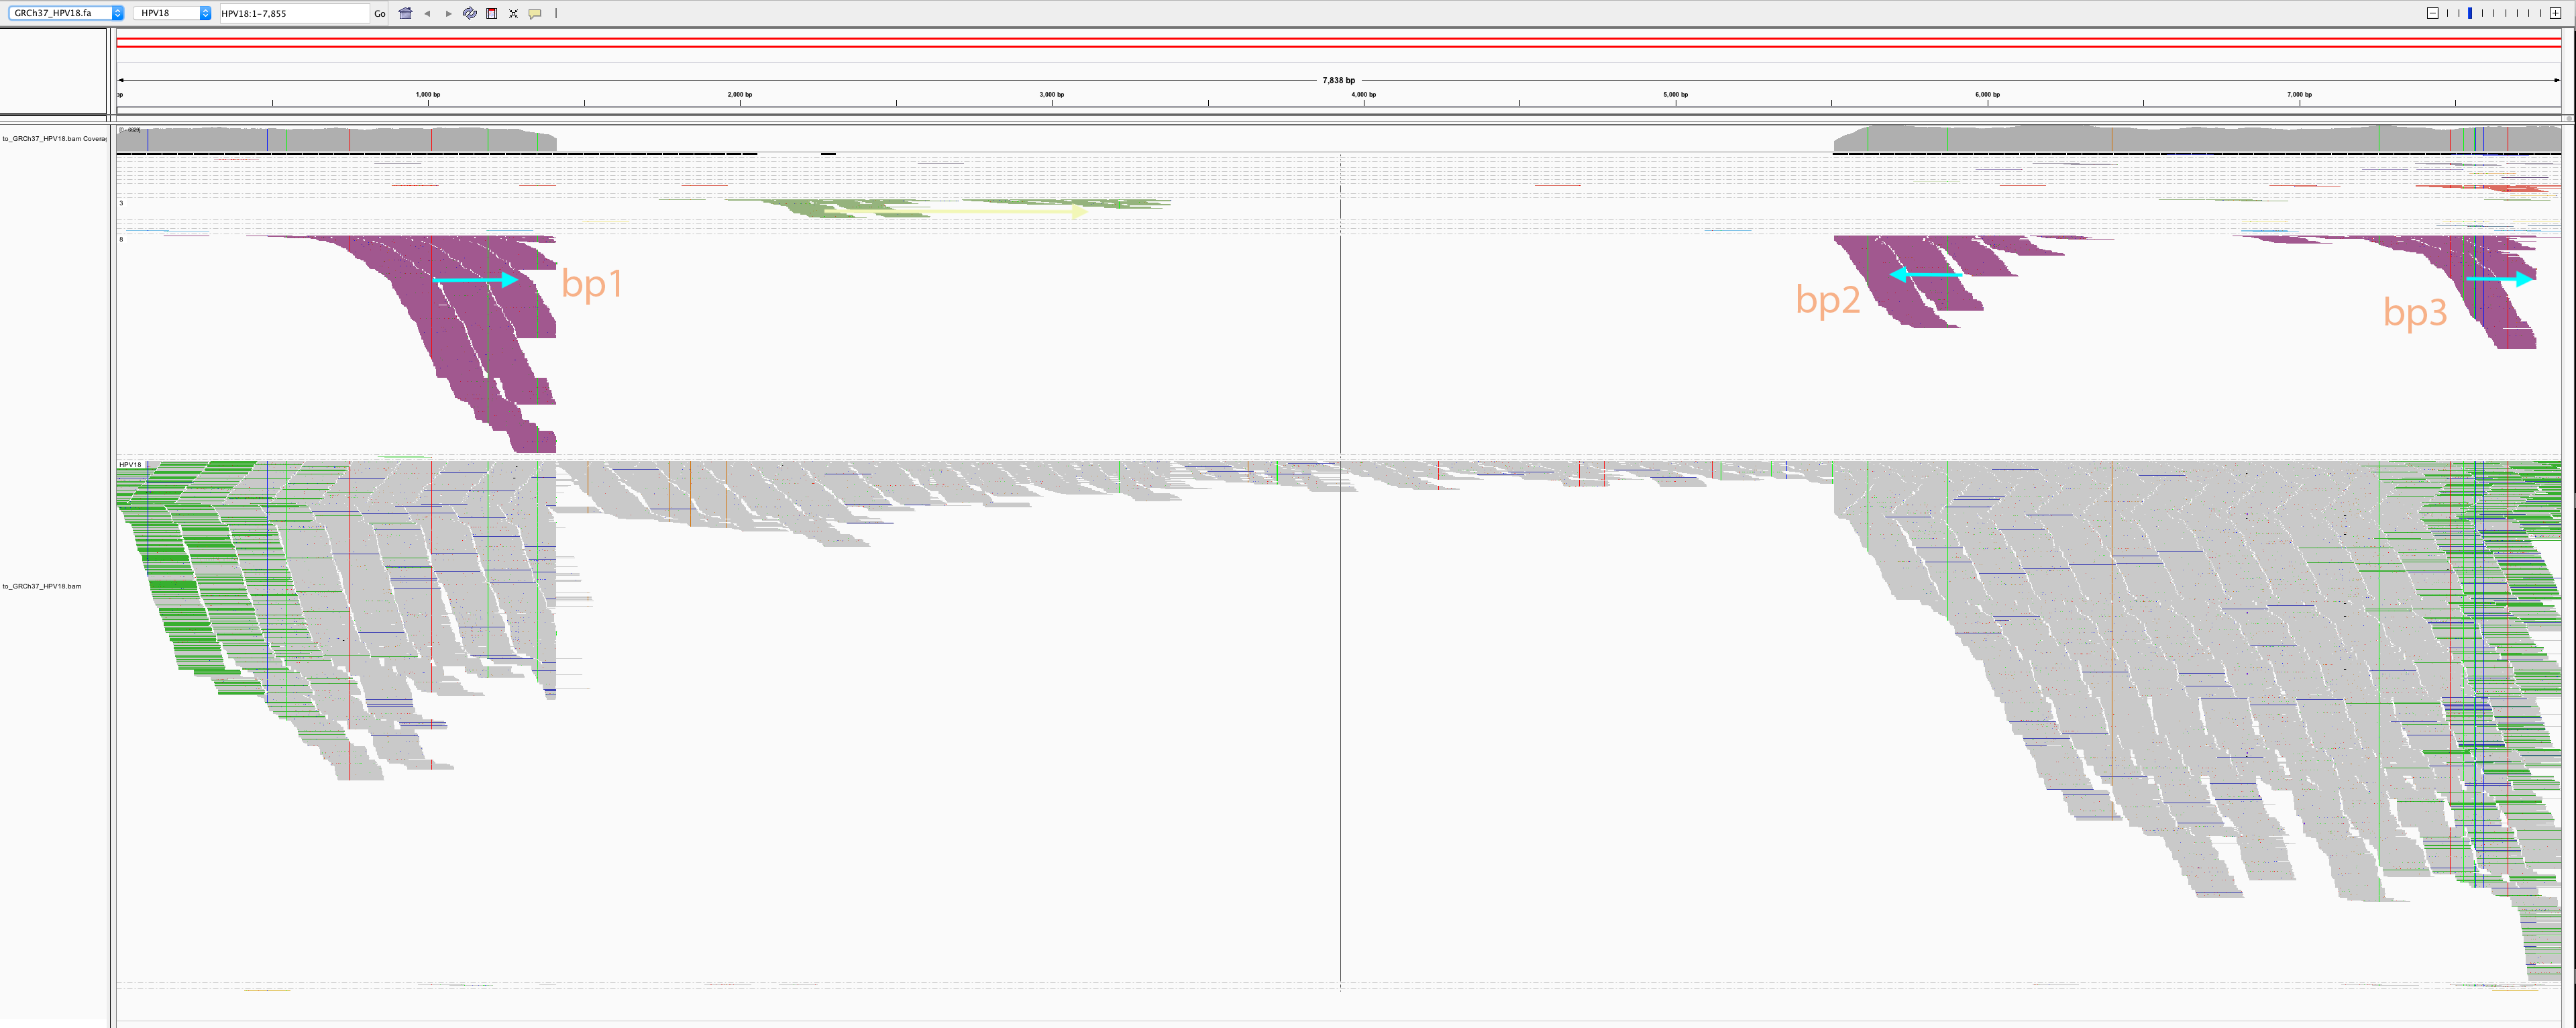 GRCh37_HPV18.fa HPV18 HPV18:1-7,855 Go
7,838 bp
bp 1,000 bp 2,000 bp 3,000 bp 4,000 bp 5,000 bp 6,000 bp 7,000 bp
to_GRCh37_HPV18.bam Coverag
3
8
bp1
bp2
bp3
HPV18
to_GRCh37_HPV18.bam